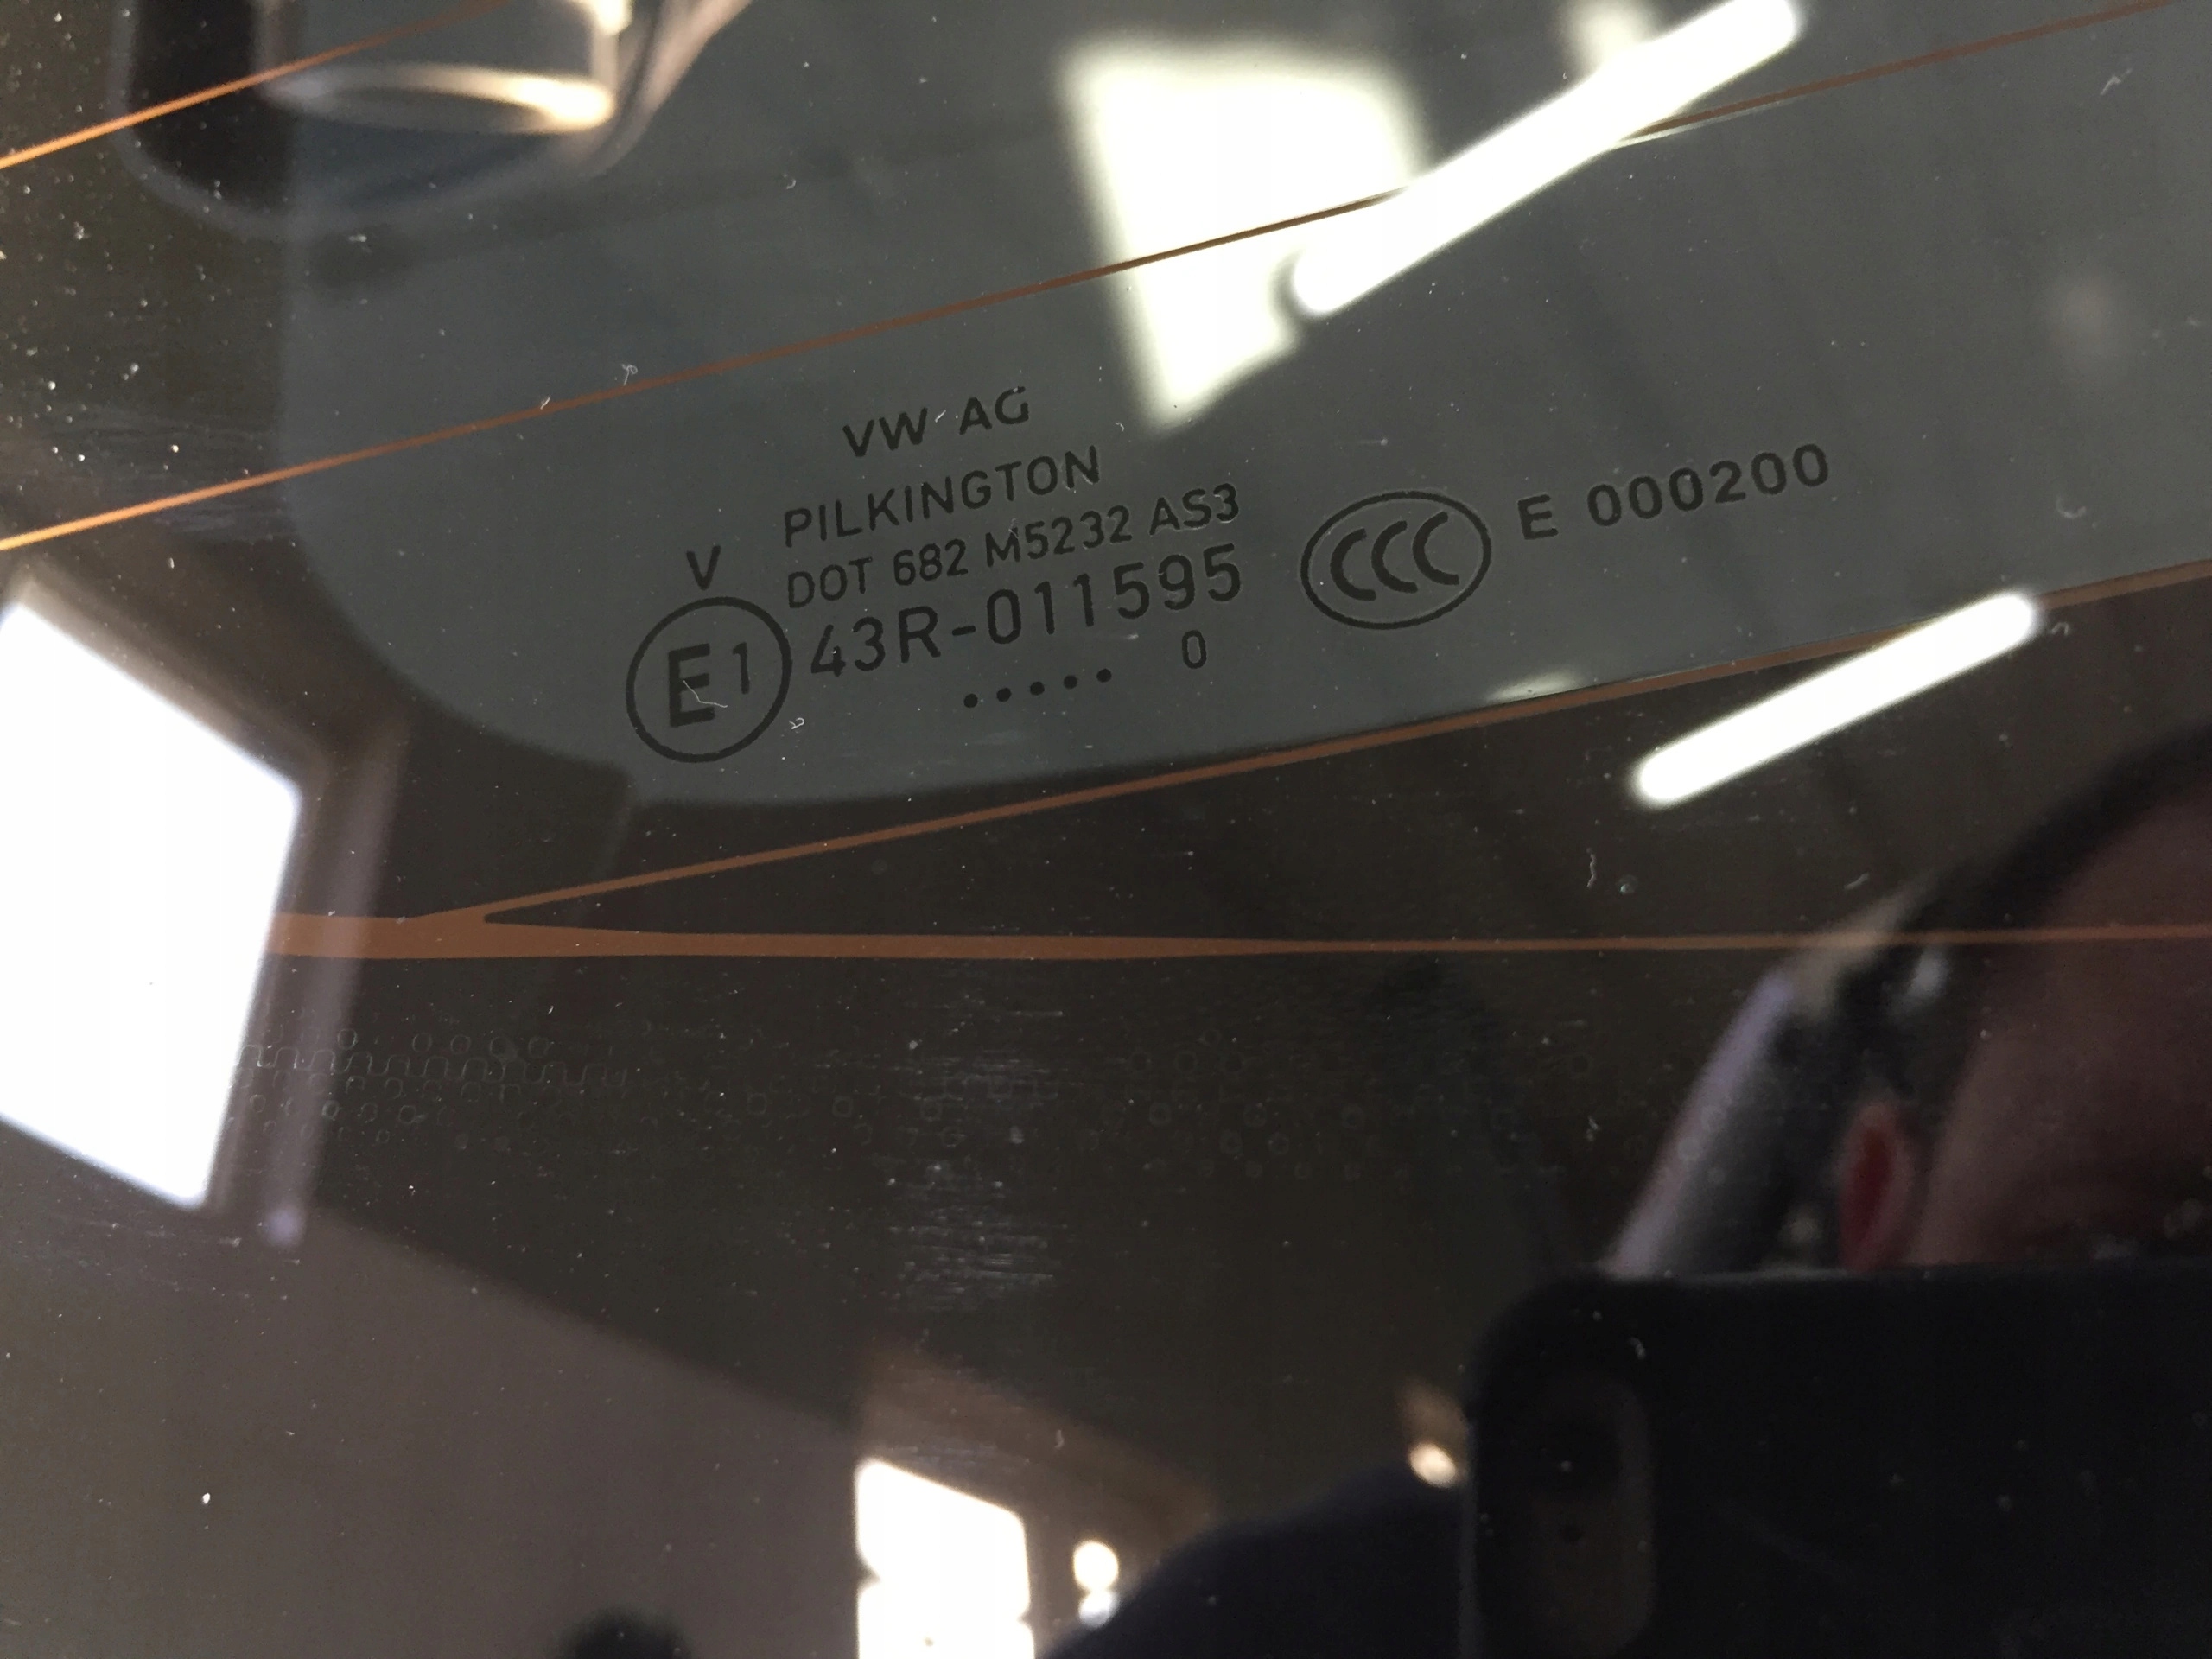 VW AG
PILKINGTON
V DOT 682 M5232 AS3
E1 43R-011595
..... 0
CCC E 000200